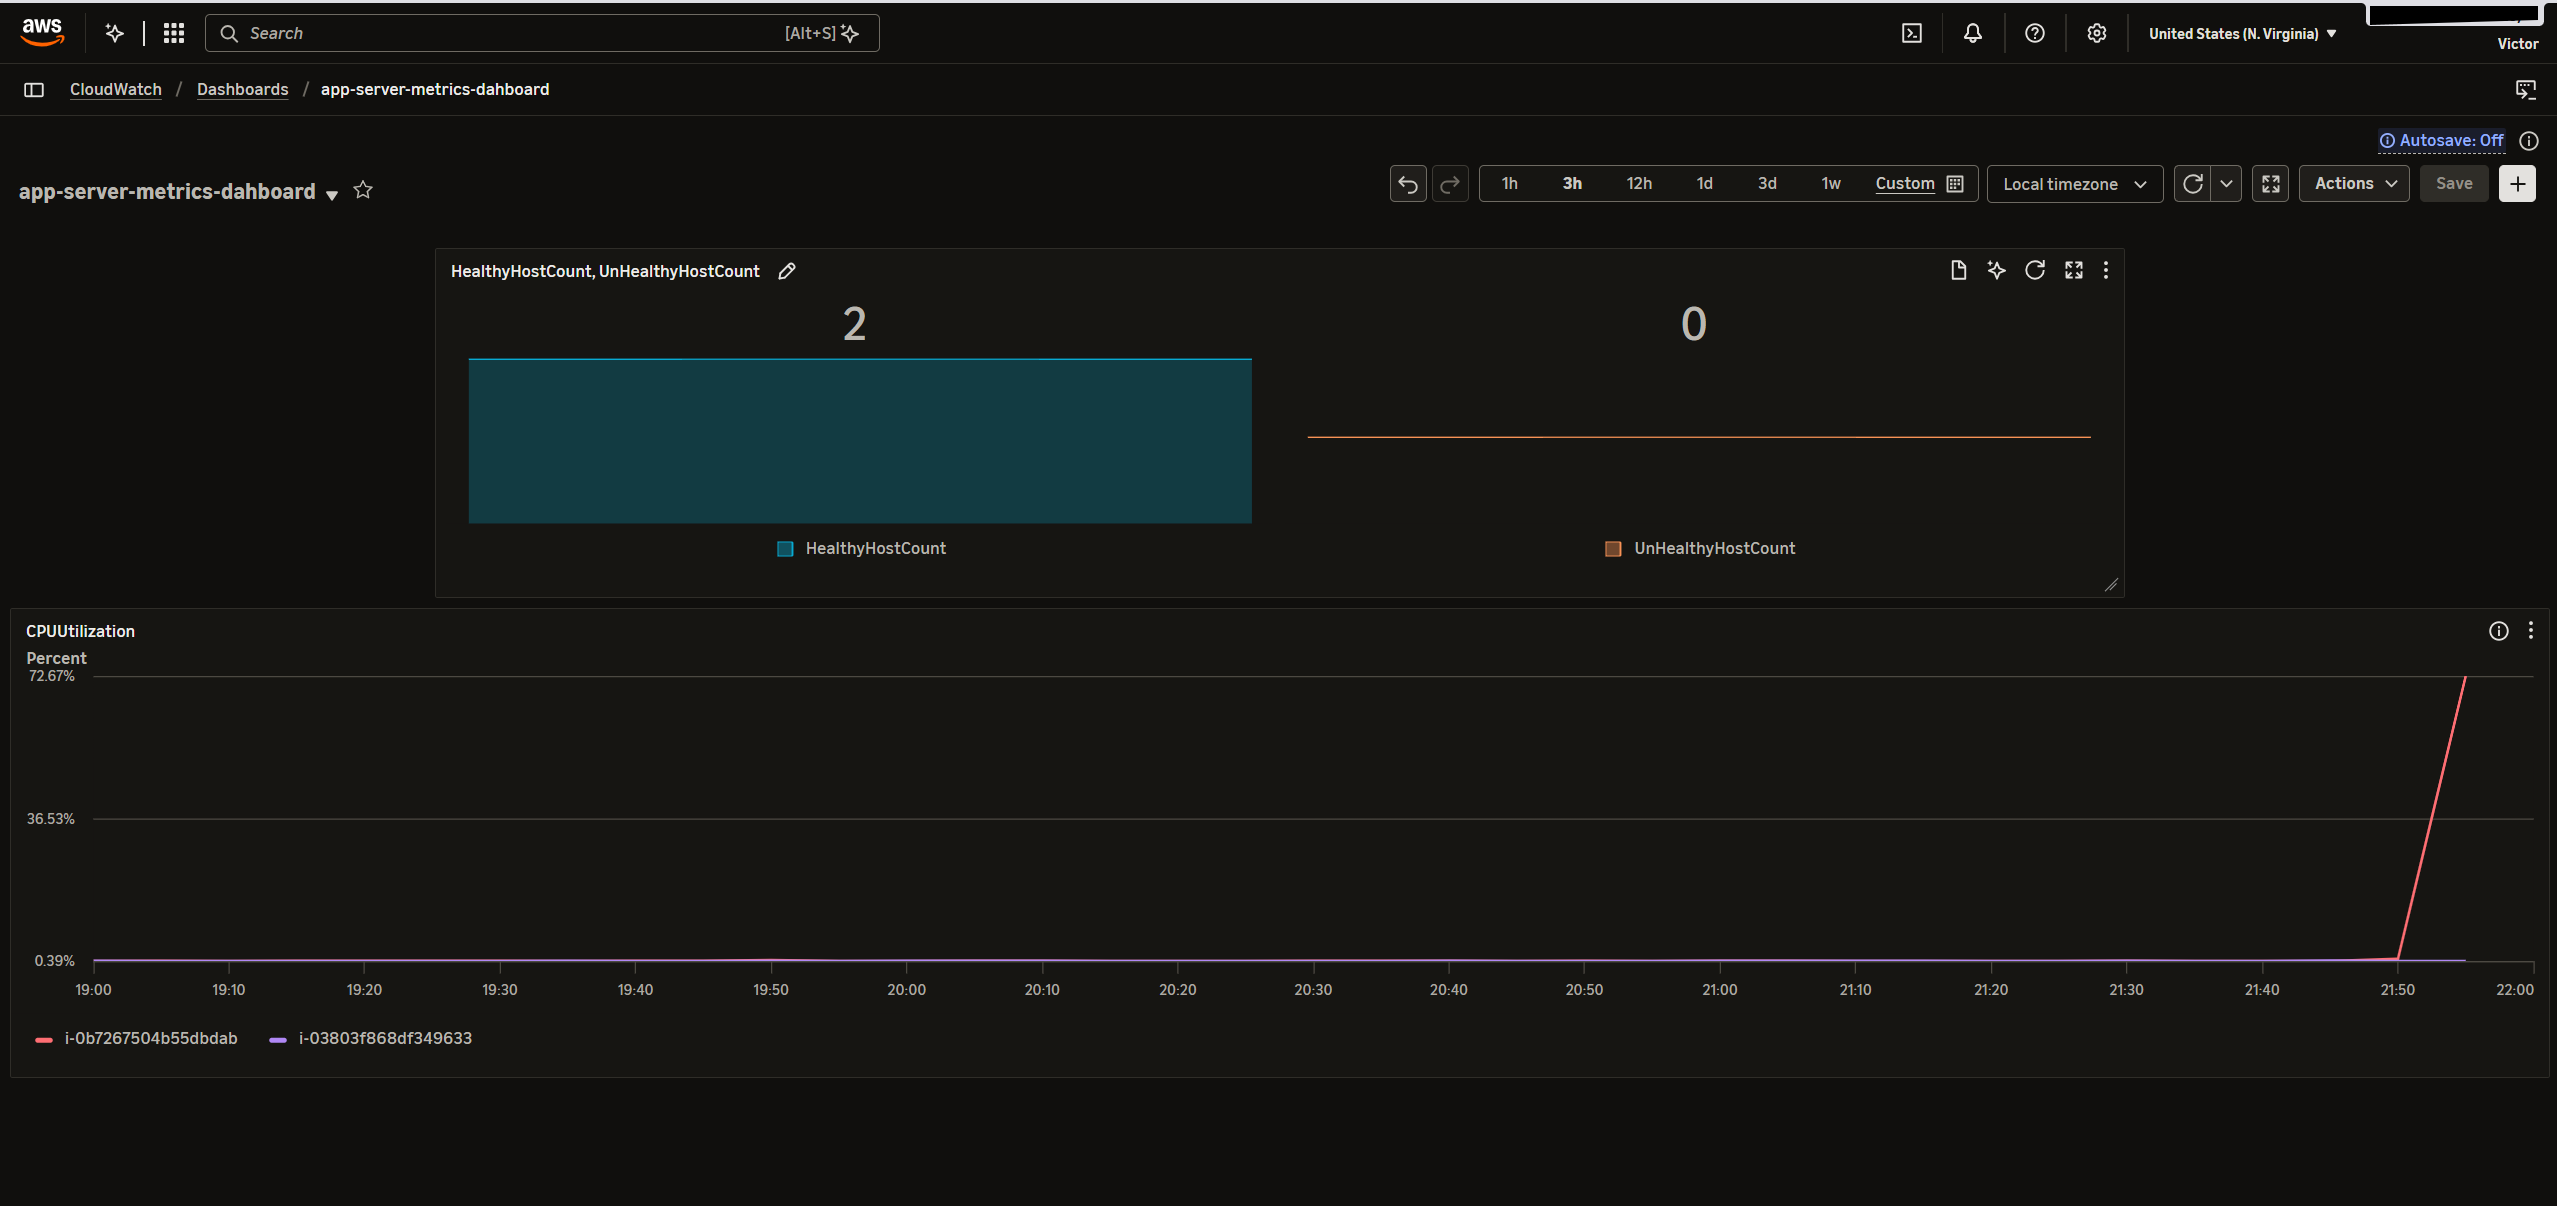 aws
Search [Alt+S]
United States (N. Virginia)
Victor
CloudWatch / Dashboards / app-server-metrics-dahboard
Autosave: Off
app-server-metrics-dahboard
1h 3h 12h 1d 3d 1w Custom
Local timezone
Actions
Save
HealthyHostCount, UnHealthyHostCount
2
0
HealthyHostCount
UnHealthyHostCount
CPUUtilization
Percent
72.67%
36.53%
0.39%
19:00 19:10 19:20 19:30 19:40 19:50 20:00 20:10 20:20 20:30 20:40 20:50 21:00 21:10 21:20 21:30 21:40 21:50 22:00
i-0b7267504b55dbdab i-03803f868df349633